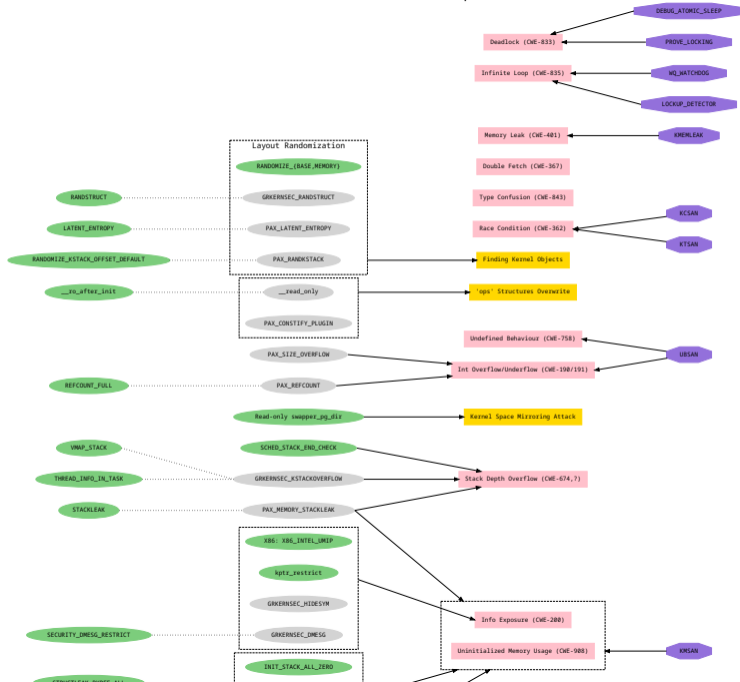 DEBUG_ATOMIC_SLEEP
Deadlock (CWE-833)
PROVE_LOCKING
Infinite Loop (CWE-835)
WQ_WATCHDOG
LOCKUP_DETECTOR
Memory Leak (CWE-401)
KMEMLEAK
Layout Randomization
RANDOMIZE_{BASE,MEMORY}
Double Fetch (CWE-367)
RANDSTRUCT
GRKERNSEC_RANDSTRUCT
Type Confusion (CWE-843)
KCSAN
LATENT_ENTROPY
PAX_LATENT_ENTROPY
Race Condition (CWE-362)
KTSAN
RANDOMIZE_KSTACK_OFFSET_DEFAULT
PAX_RANDKSTACK
Finding Kernel Objects
__ro_after_init
__read_only
'ops' Structures Overwrite
PAX_CONSTIFY_PLUGIN
Undefined Behaviour (CWE-758)
PAX_SIZE_OVERFLOW
UBSAN
Int Overflow/Underflow (CWE-190/191)
REFCOUNT_FULL
PAX_REFCOUNT
Read-only swapper_pg_dir
Kernel Space Mirroring Attack
VMAP_STACK
SCHED_STACK_END_CHECK
THREAD_INFO_IN_TASK
GRKERNSEC_KSTACKOVERFLOW
Stack Depth Overflow (CWE-674,?)
STACKLEAK
PAX_MEMORY_STACKLEAK
X86: X86_INTEL_UMIP
kptr_restrict
GRKERNSEC_HIDESYM
Info Exposure (CWE-200)
SECURITY_DMESG_RESTRICT
GRKERNSEC_DMESG
Uninitialized Memory Usage (CWE-908)
KMSAN
INIT_STACK_ALL_ZERO